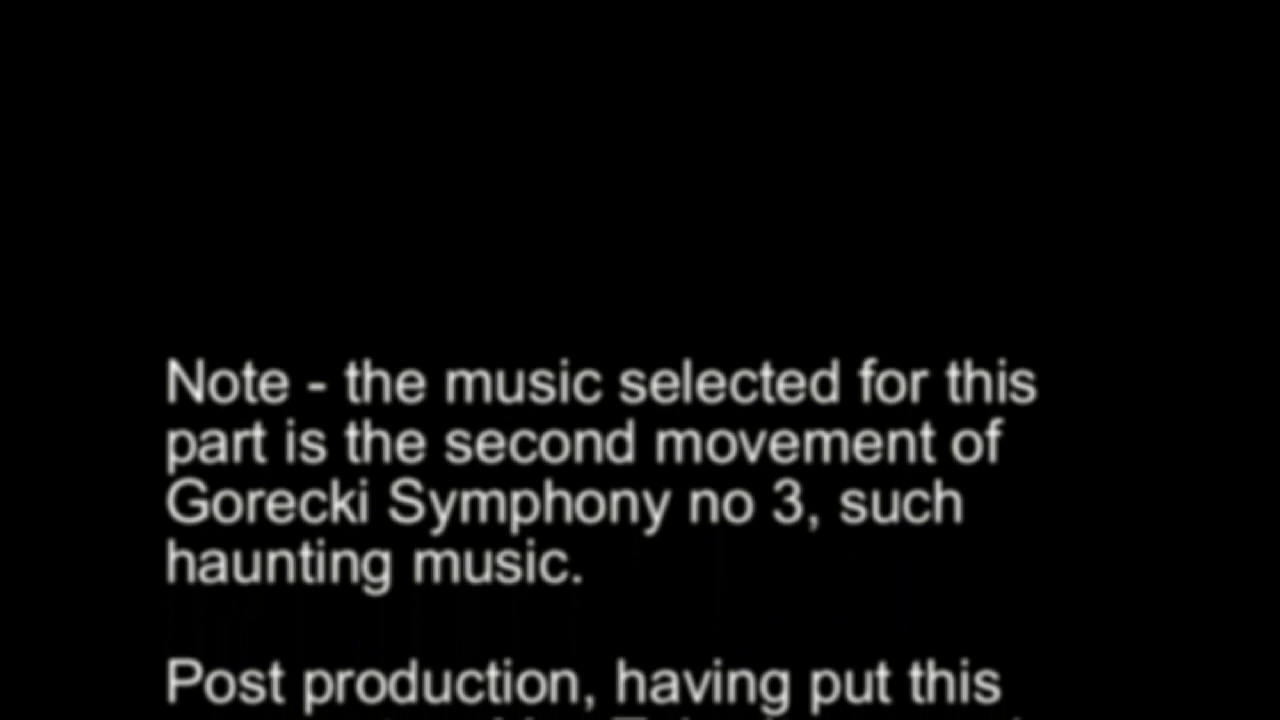 Note - the music selected for this
part is the second movement of
Gorecki Symphony no 3, such
haunting music.
Post production, having put this